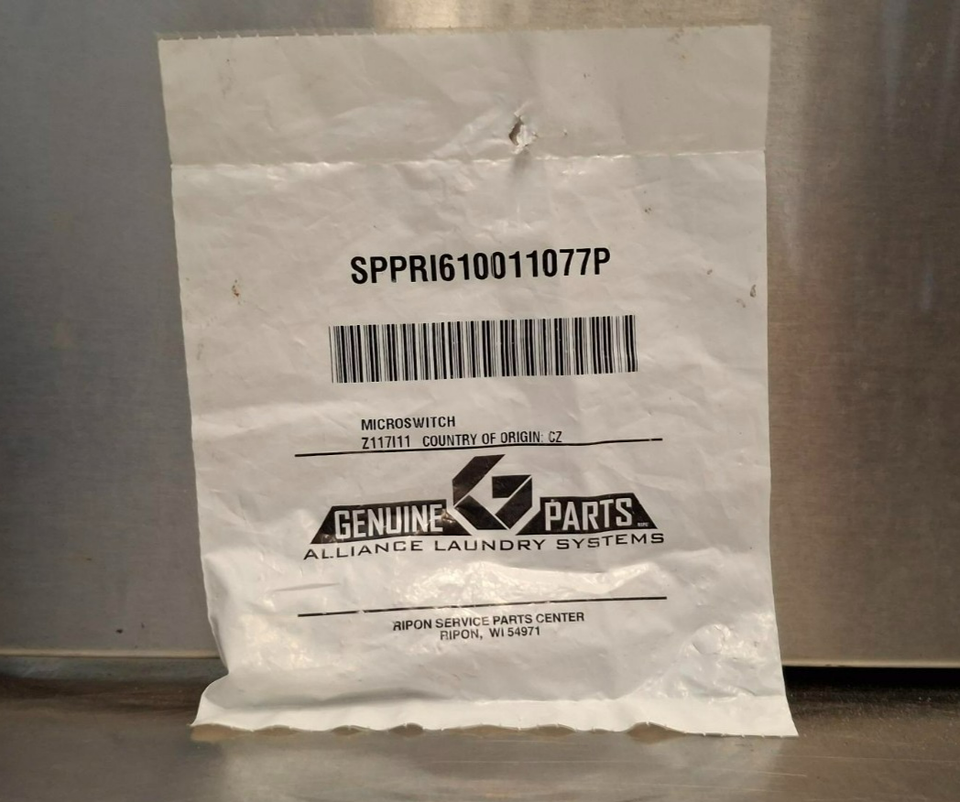 SPPRI610011077P
MICROSWITCH
Z117I11 COUNTRY OF ORIGIN: CZ
GENUINE G PARTS
ALLIANCE LAUNDRY SYSTEMS
RIPON SERVICE PARTS CENTER
RIPON, WI 54971